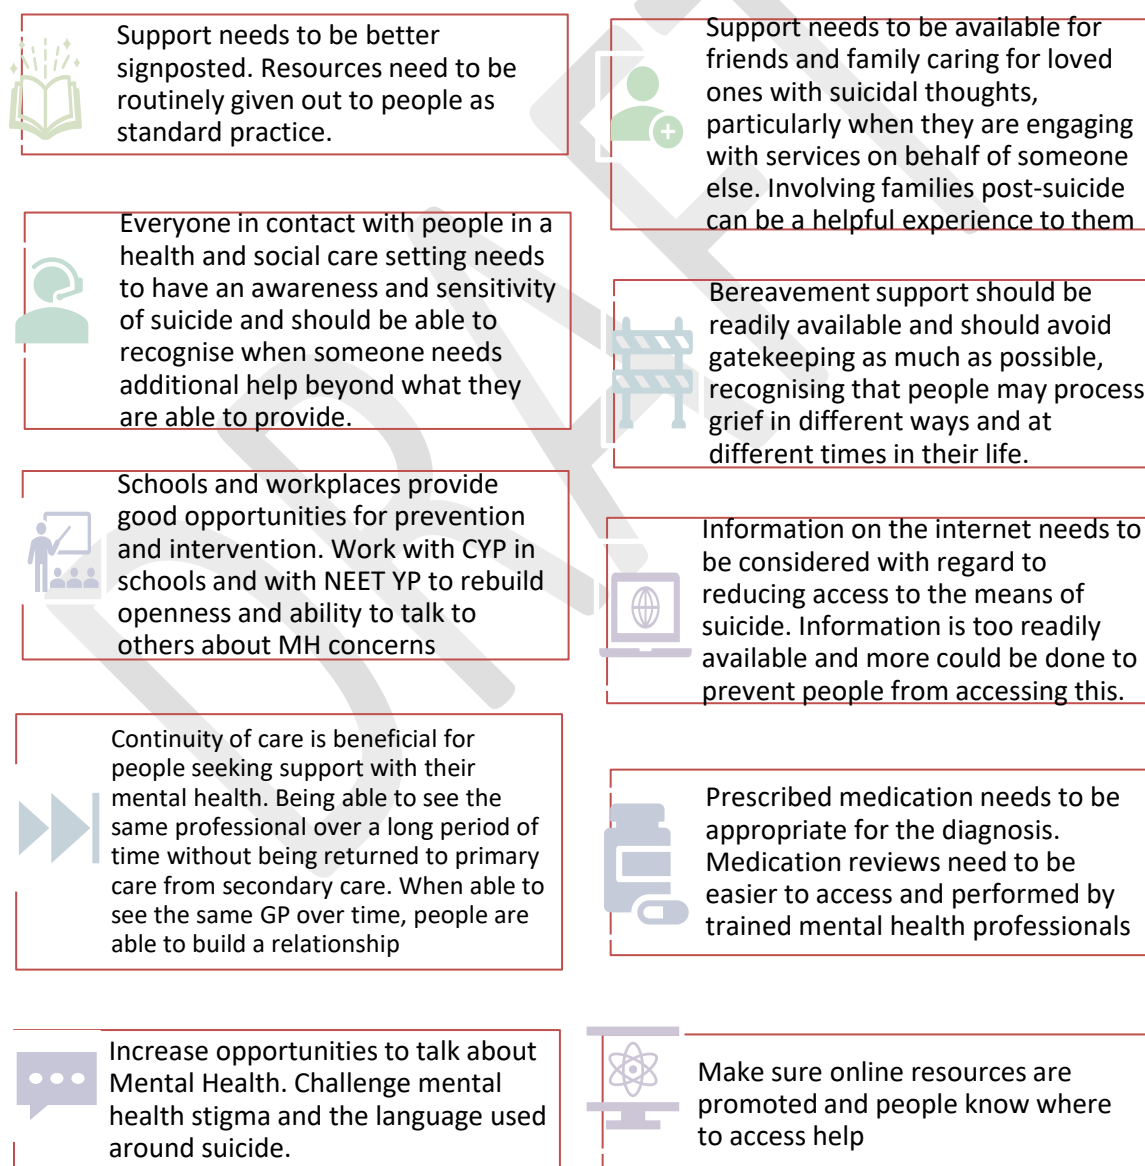 Support needs to be better
signposted. Resources need to be
routinely given out to people as
standard practice.
Support needs to be available for
friends and family caring for loved
ones with suicidal thoughts,
particularly when they are engaging
with services on behalf of someone
else. Involving families post-suicide
can be a helpful experience to them
Everyone in contact with people in a
health and social care setting needs
to have an awareness and sensitivity
of suicide and should be able to
recognise when someone needs
additional help beyond what they
are able to provide.
Bereavement support should be
readily available and should avoid
gatekeeping as much as possible,
recognising that people may process
grief in different ways and at
different times in their life.
Schools and workplaces provide
good opportunities for prevention
and intervention. Work with CYP in
schools and with NEET YP to rebuild
openness and ability to talk to
others about MH concerns
Information on the internet needs to
be considered with regard to
reducing access to the means of
suicide. Information is too readily
available and more could be done to
prevent people from accessing this.
Continuity of care is beneficial for
people seeking support with their
mental health. Being able to see the
same professional over a long period of
time without being returned to primary
care from secondary care. When able to
see the same GP over time, people are
able to build a relationship
Prescribed medication needs to be
appropriate for the diagnosis.
Medication reviews need to be
easier to access and performed by
trained mental health professionals
Increase opportunities to talk about
Mental Health. Challenge mental
health stigma and the language used
around suicide.
Make sure online resources are
promoted and people know where
to access help
DRAFT